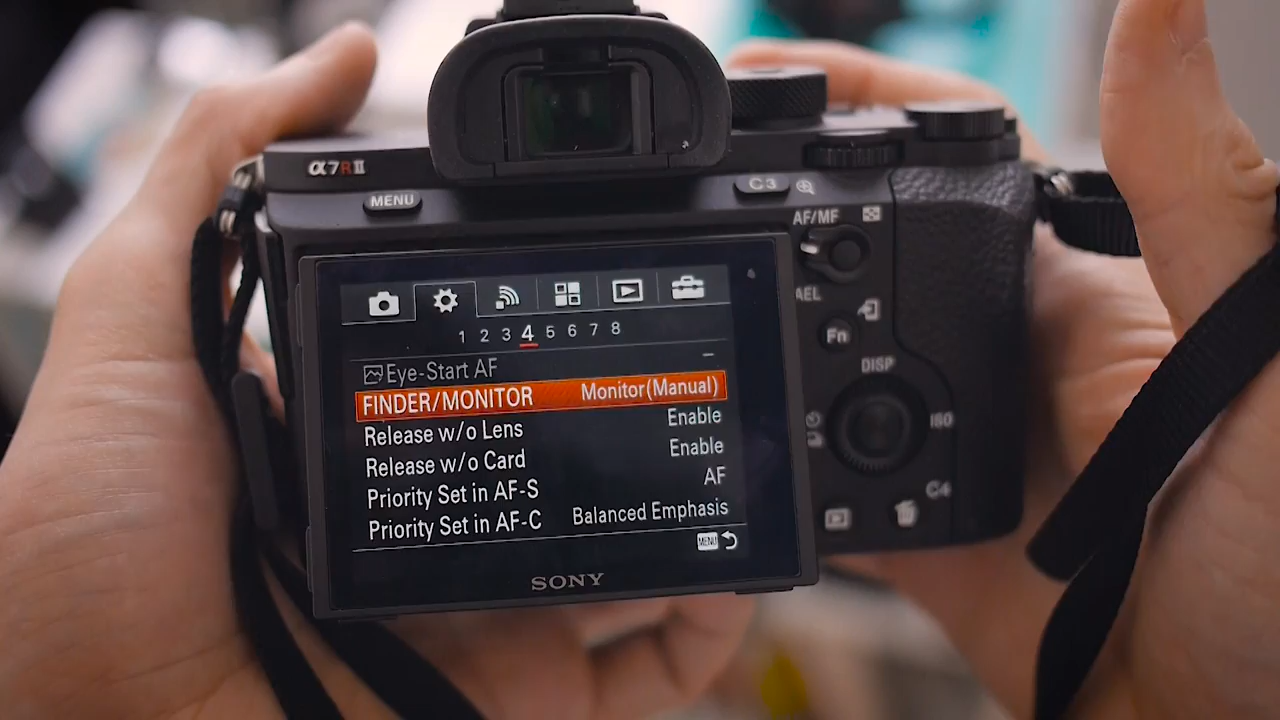 α7RII
MENU
C3
AF/MF
AEL
Fn
DISP
ISO
C4
1 2 3 4 5 6 7 8
Eye-Start AF –
FINDER/MONITOR Monitor(Manual)
Release w/o Lens Enable
Release w/o Card Enable
Priority Set in AF-S AF
Priority Set in AF-C Balanced Emphasis
MENU
SONY